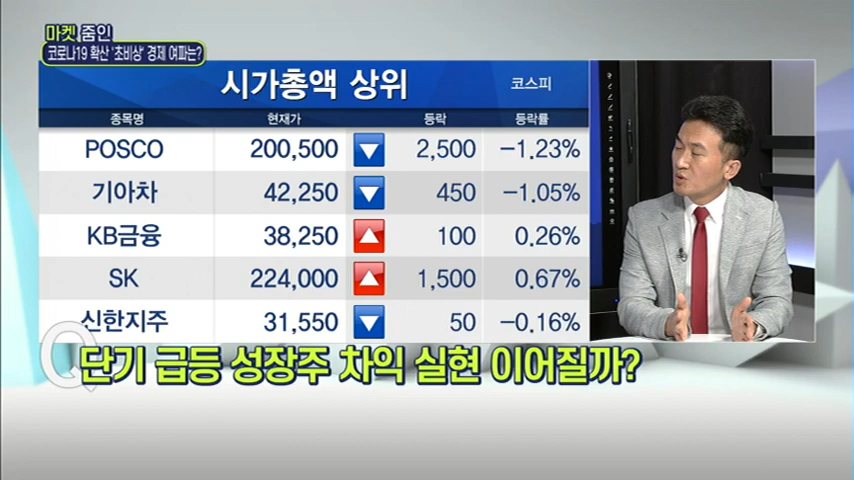 마켓 줌인
코로나19 확산 '초비상' 경제 여파는?
시가총액 상위 코스피
종목명 현재가 등락 등락률
POSCO 200,500 ▼ 2,500 -1.23%
기아차 42,250 ▼ 450 -1.05%
KB금융 38,250 ▲ 100 0.26%
SK 224,000 ▲ 1,500 0.67%
신한지주 31,550 ▼ 50 -0.16%
Q 단기 급등 성장주 차익 실현 이어질까?